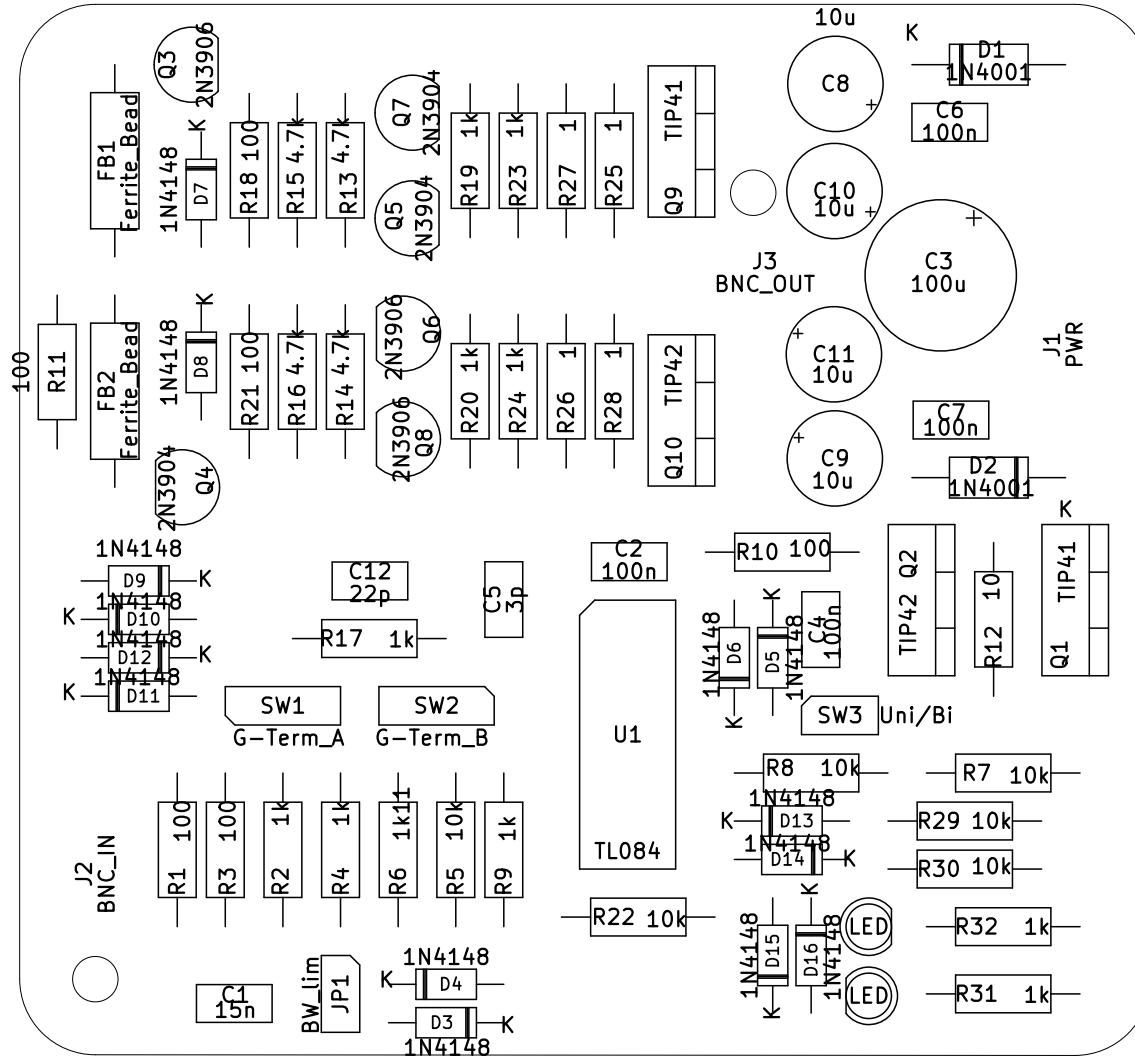 10u
C8
K
D1
1N4001
C6
100n
Q3
2N3906
FB1
Ferrite_Bead
K
D7
1N4148
R18 100
R15 4.7k
R13 4.7k
Q7
2N3904
Q5
2N3904
R19 1k
R23 1k
R27 1
R25 1
TIP41
Q9
C10
10u
J3
BNC_OUT
C3
100u
J1
PWR
100
R11
FB2
Ferrite_Bead
K
D8
1N4148
R21 100
R16 4.7k
R14 4.7k
Q6
2N3906
Q8
2N3906
R20 1k
R24 1k
R26 1
R28 1
TIP42
Q10
C11
10u
C9
10u
C7
100n
D2
1N4001
K
Q4
2N3904
1N4148
D9
K
1N4148
K
D10
1N4148
D12
K
1N4148
K
D11
C12
22p
C5
3p
R17 1k
C2
100n
R10 100
K
D6
1N4148
K
D5
1N4148
C4
100n
TIP42 Q2
R12 10
TIP41
Q1
SW1
G-Term_A
SW2
G-Term_B
U1
TL084
SW3
Uni/Bi
R8 10k
R7 10k
1N4148
K
D13
1N4148
D14
K
R29 10k
R30 10k
R1 100
R3 100
R2 1k
R4 1k
R6 1k11
R5 10k
R9 1k
J2
BNC_IN
R22 10k
K
D15
1N4148
K
D16
1N4148
LED
R32 1k
LED
R31 1k
C1
15n
BW_lim
JP1
1N4148
K
D4
D3
K
1N4148